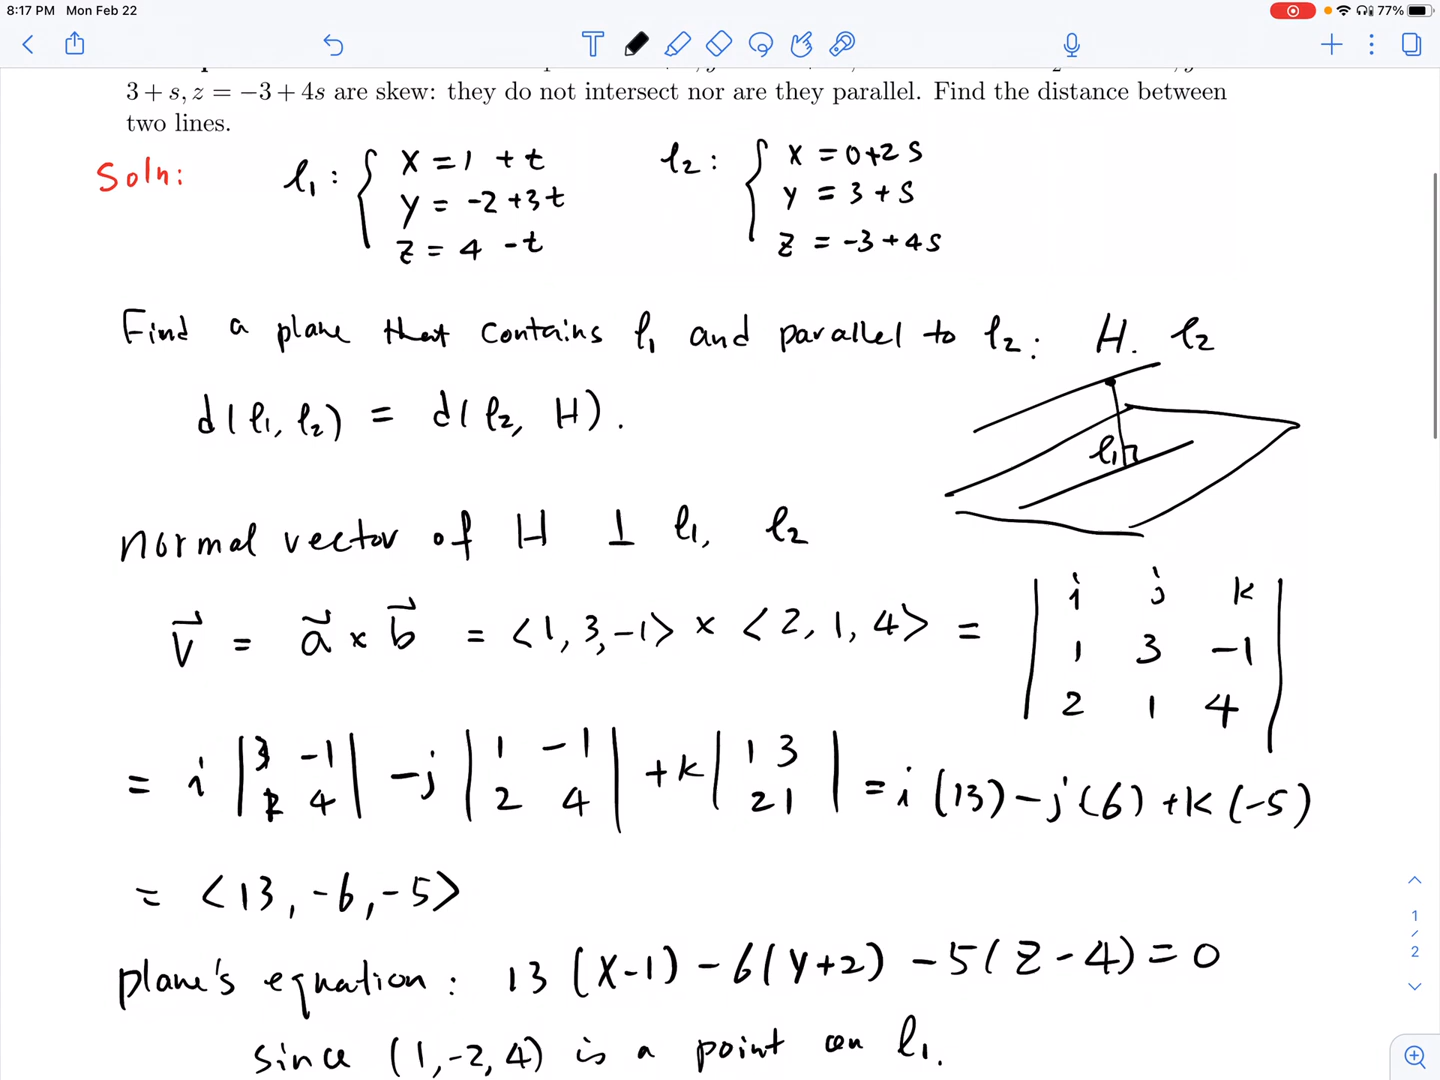 8:17 PM Mon Feb 22
77%
3 + s, z = −3 + 4s are skew: they do not intersect nor are they parallel. Find the distance between
two lines.
Soln: ℓ₁: { x = 1 + t ℓ₂: { x = 0+2s
y = -2+3t y = 3 + s
z = 4 - t z = -3+4s
Find a plane that contains ℓ₁ and parallel to ℓ₂: H. ℓ₂
d(ℓ₁, ℓ₂) = d(ℓ₂, H).
ℓ₁
normal vector of H ⊥ ℓ₁, ℓ₂
v⃗ = a⃗ × b⃗ = <1, 3, -1> × <2, 1, 4> = | i j k |
| 1 3 -1 |
| 2 1 4 |
= i | 3 -1 | - j | 1 -1 | + k | 1 3 | = i (13) - j (6) + k (-5)
| 1 4 | | 2 4 | | 2 1 |
= <13, -6, -5>
plane's equation: 13 (x-1) - 6(y+2) - 5(z-4) = 0
since (1,-2,4) is a point on ℓ₁.
1
/
2